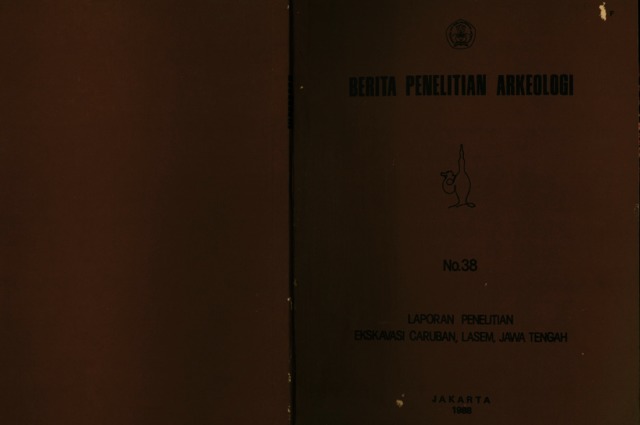 BERITA PENELITIAN ARKEOLOGI
No.38
LAPORAN PENELITIAN
EKSKAVASI CARUBAN, LASEM, JAWA TENGAH
JAKARTA